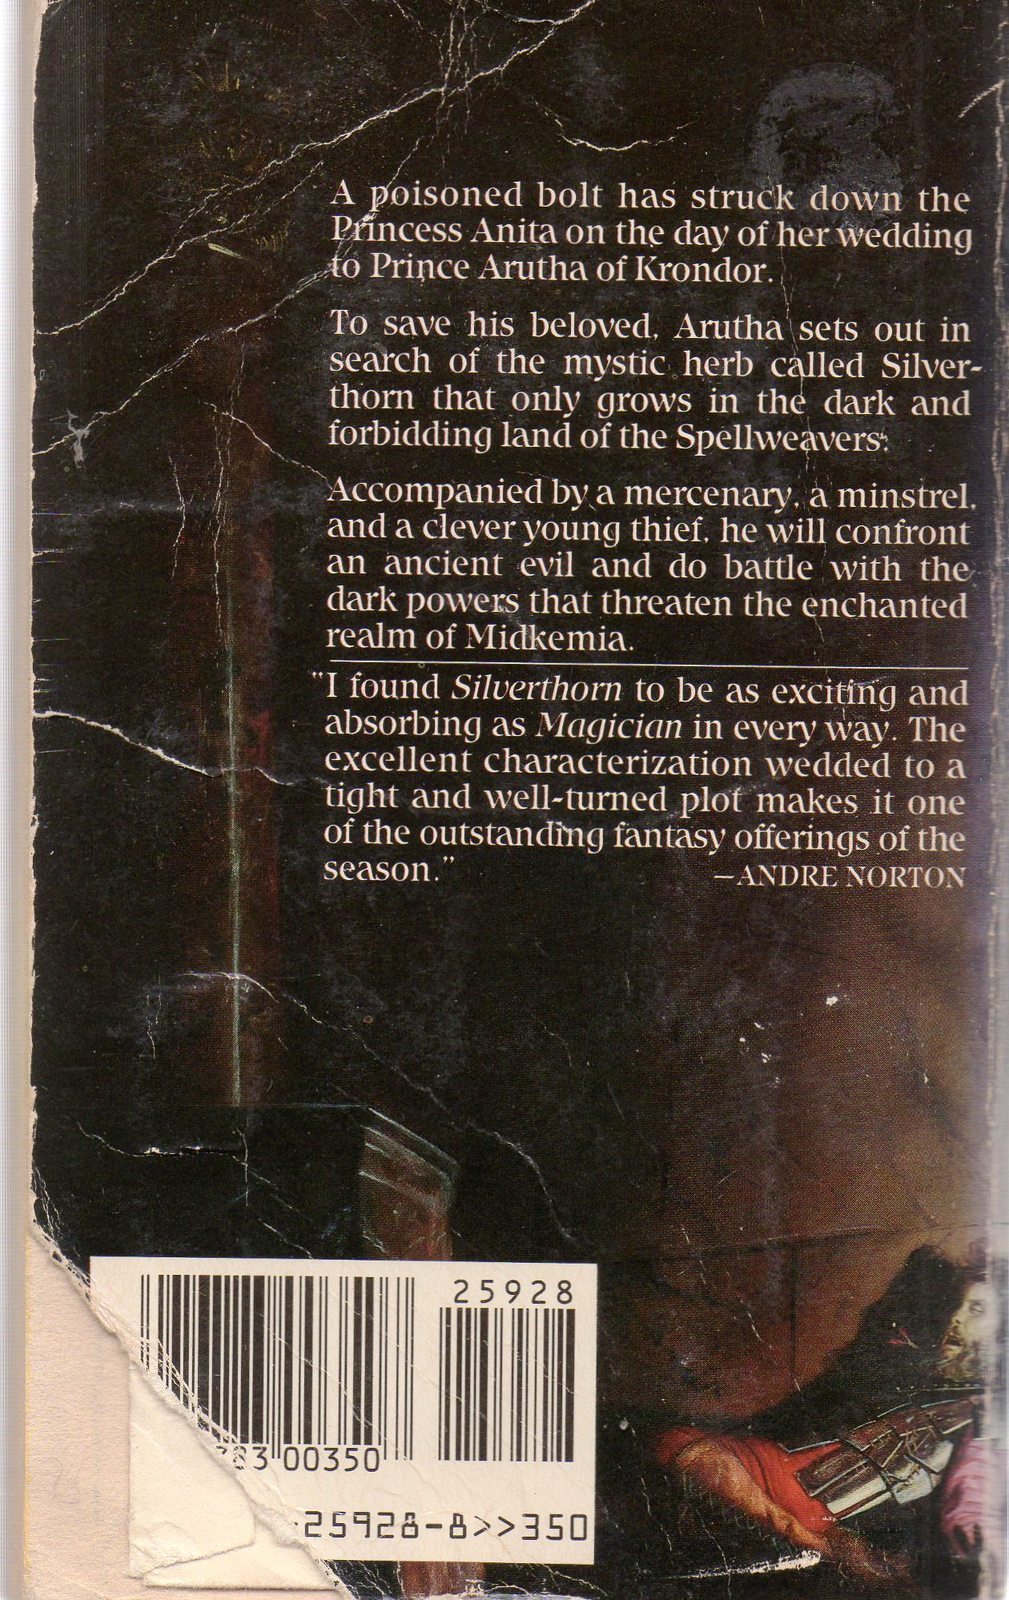 A poisoned bolt has struck down the
Princess Anita on the day of her wedding
to Prince Arutha of Krondor.
To save his beloved, Arutha sets out in
search of the mystic herb called Silver-
thorn that only grows in the dark and
forbidding land of the Spellweavers.
Accompanied by a mercenary, a minstrel,
and a clever young thief, he will confront
an ancient evil and do battle with the
dark powers that threaten the enchanted
realm of Midkemia.
"I found Silverthorn to be as exciting and
absorbing as Magician in every way. The
excellent characterization wedded to a
tight and well-turned plot makes it one
of the outstanding fantasy offerings of the
season."
—ANDRE NORTON
25928
00350
25928-8>>350